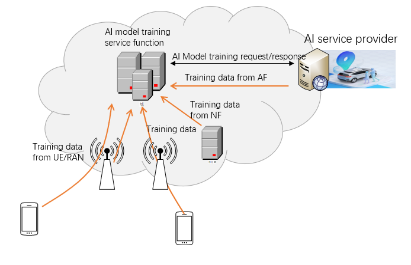 AI model training
service function
AI service provider
AI Model training request/response
Training data from AF
Training data
from NF
Training data
Training data
from UE/RAN